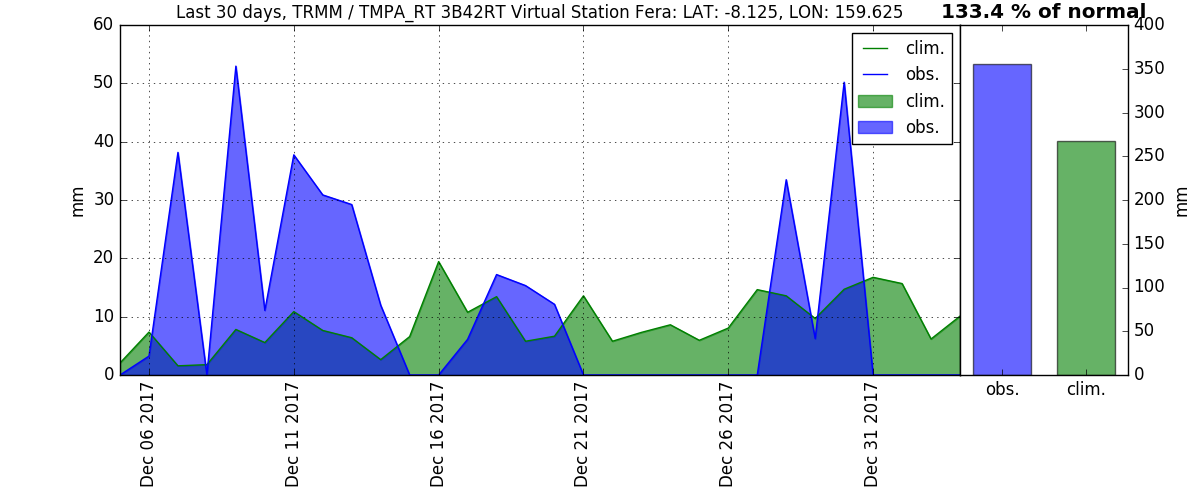 Last 30 days, TRMM / TMPA_RT 3B42RT Virtual Station Fera: LAT: -8.125, LON: 159.625
133.4 % of normal
60
50
40
30
20
10
0
mm
clim.
obs.
clim.
obs.
Dec 06 2017
Dec 11 2017
Dec 16 2017
Dec 21 2017
Dec 26 2017
Dec 31 2017
400
350
300
250
200
150
100
50
0
mm
obs.
clim.